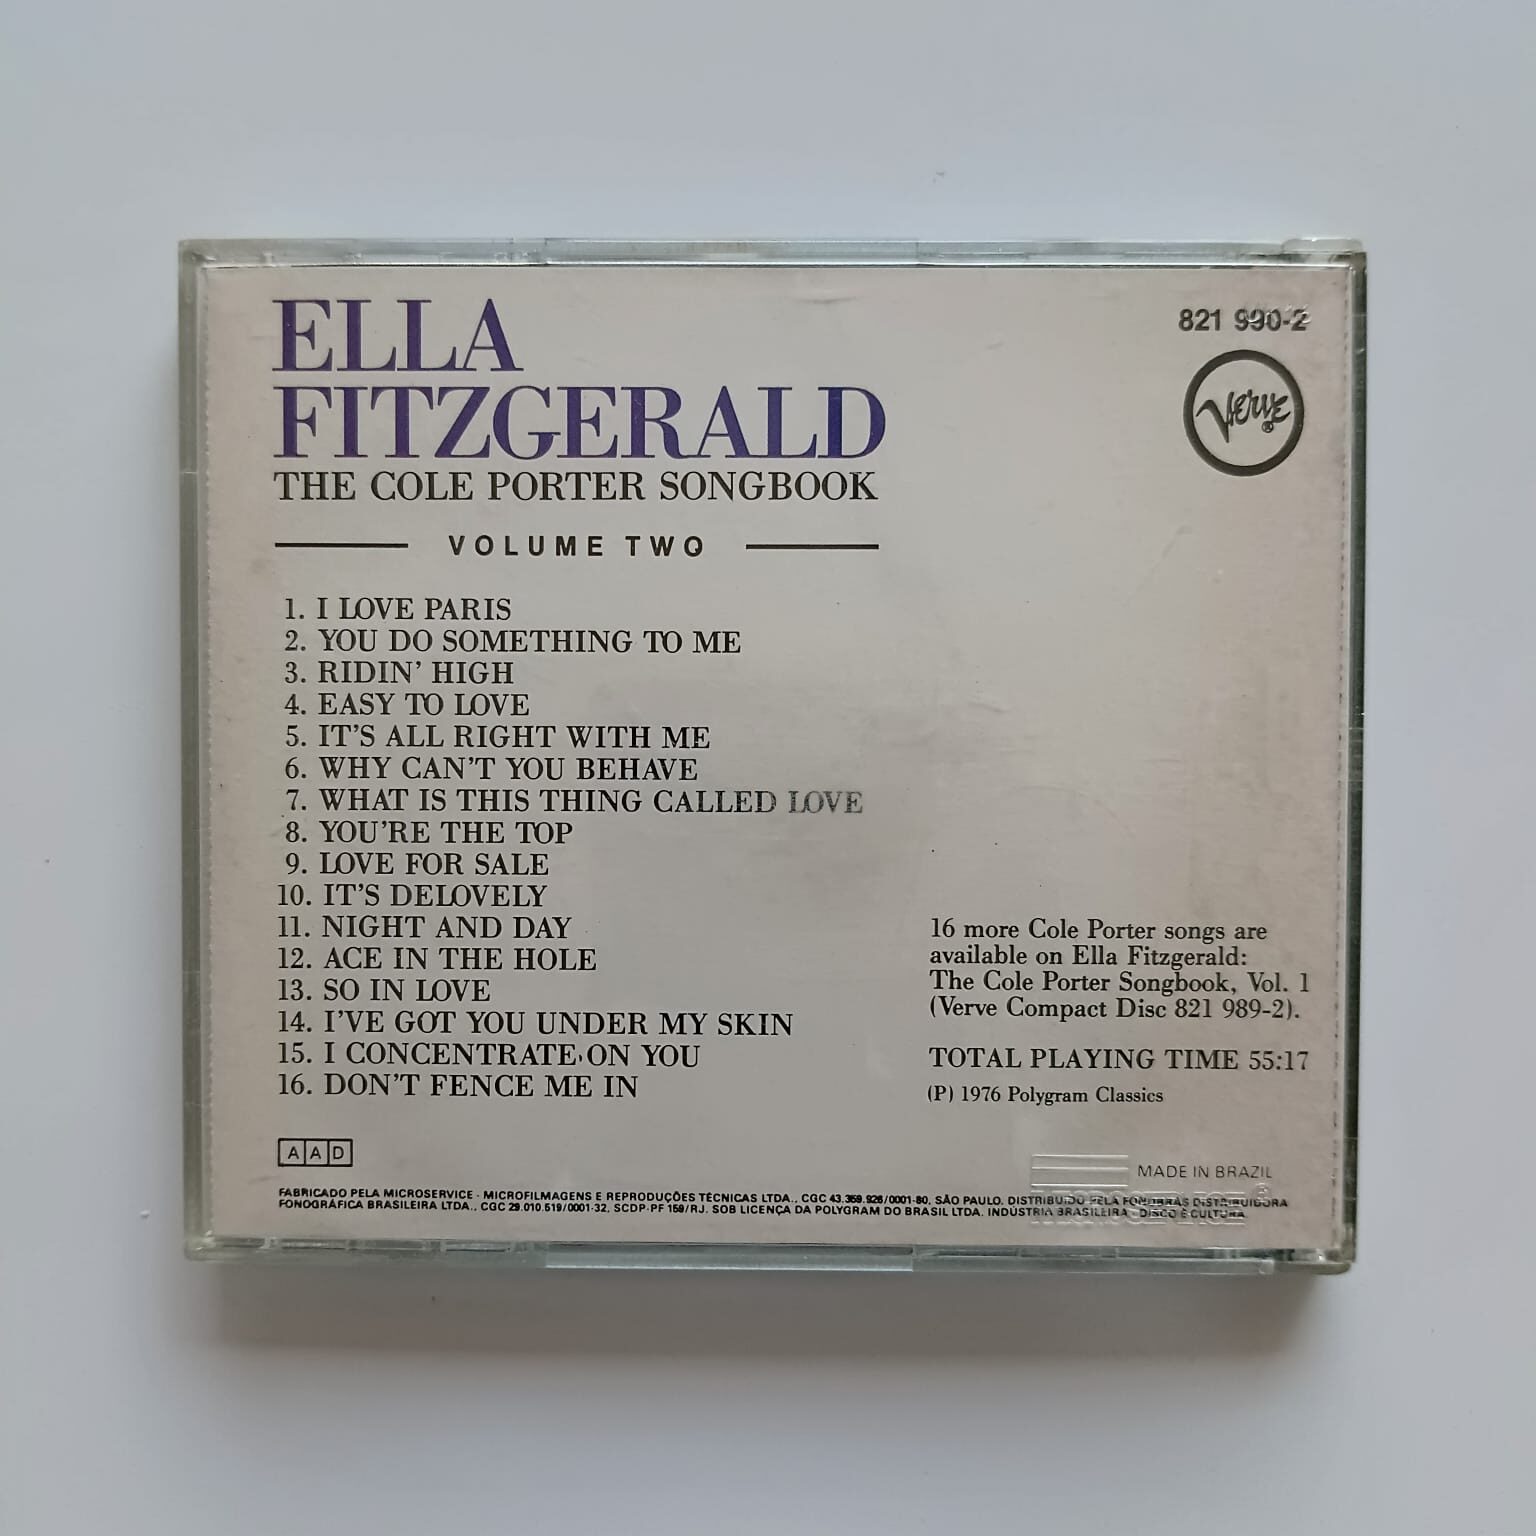 ELLA
FITZGERALD
THE COLE PORTER SONGBOOK
VOLUME TWO
821 990-2
Verve®
1. I LOVE PARIS
2. YOU DO SOMETHING TO ME
3. RIDIN' HIGH
4. EASY TO LOVE
5. IT'S ALL RIGHT WITH ME
6. WHY CAN'T YOU BEHAVE
7. WHAT IS THIS THING CALLED LOVE
8. YOU'RE THE TOP
9. LOVE FOR SALE
10. IT'S DELOVELY
11. NIGHT AND DAY
12. ACE IN THE HOLE
13. SO IN LOVE
14. I'VE GOT YOU UNDER MY SKIN
15. I CONCENTRATE ON YOU
16. DON'T FENCE ME IN
16 more Cole Porter songs are
available on Ella Fitzgerald:
The Cole Porter Songbook, Vol. 1
(Verve Compact Disc 821 989-2).
TOTAL PLAYING TIME 55:17
(P) 1976 Polygram Classics
AAD
MADE IN BRAZIL
MICROSERVICE®
FABRICADO PELA MICROSERVICE - MICROFILMAGENS E REPRODUÇÕES TÉCNICAS LTDA., CGC 43.359.926/0001-80, SÃO PAULO. DISTRIBUIDO PELA FONOBRÁS DISTRIBUIDORA
FONOGRÁFICA BRASILEIRA LTDA., CGC 29.010.519/0001-32, SCDP-PF 159/RJ. SOB LICENÇA DA POLYGRAM DO BRASIL LTDA. INDÚSTRIA BRASILEIRA - DISCO É CULTURA.